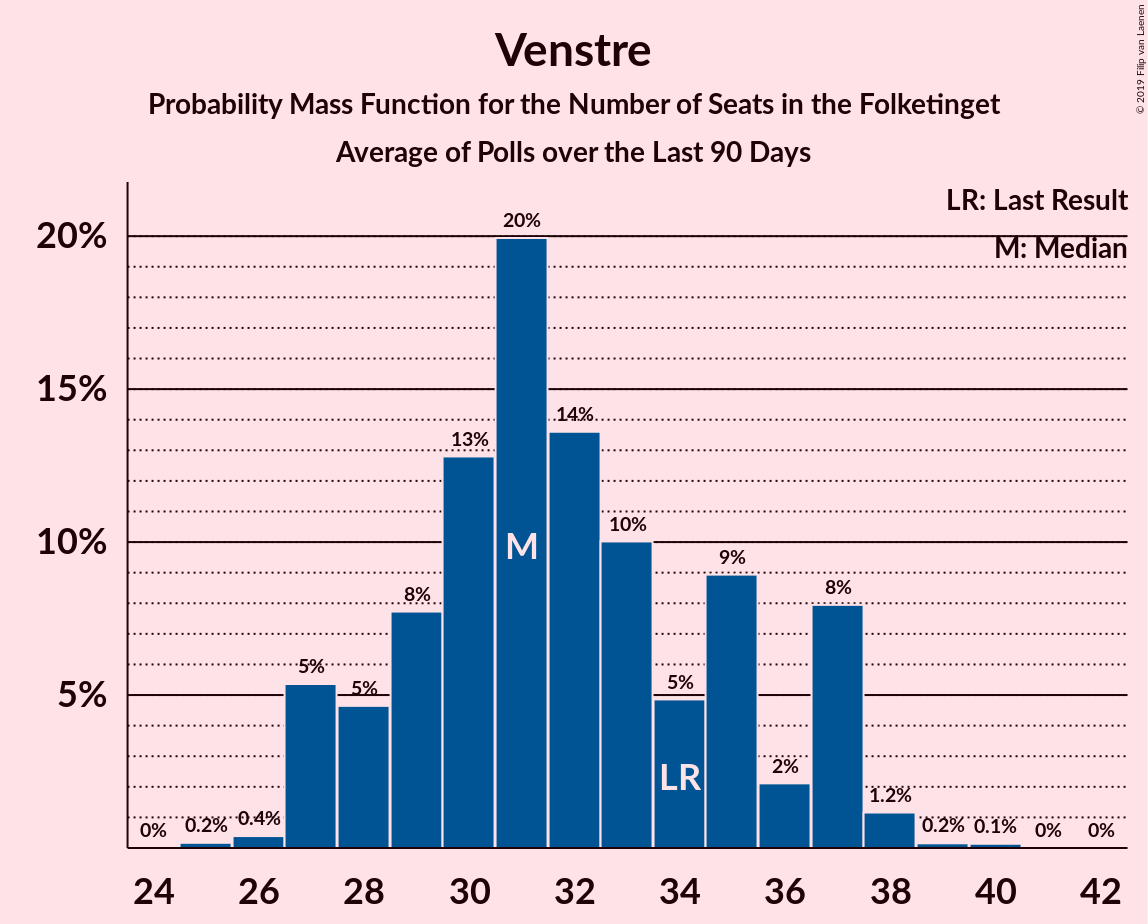 Venstre
Probability Mass Function for the Number of Seats in the Folketinget
Average of Polls over the Last 90 Days
© 2019 Filip van Laenen
LR: Last Result
M: Median
20%
15%
10%
5%
0%
0.2%
0.4%
5%
5%
8%
13%
20%
14%
10%
5%
9%
2%
8%
1.2%
0.2%
0.1%
0%
0%
M
LR
24 26 28 30 32 34 36 38 40 42